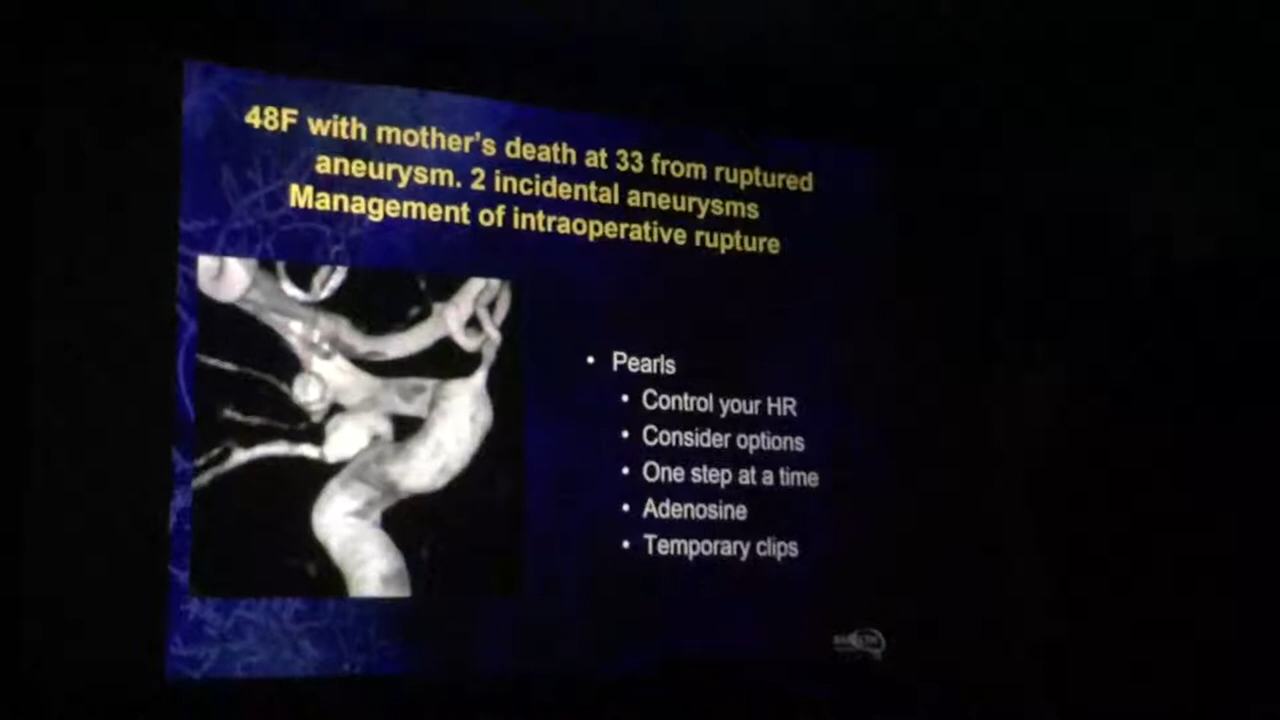 48F with mother's death at 33 from ruptured
aneurysm. 2 incidental aneurysms
Management of intraoperative rupture
• Pearls
• Control your HR
• Consider options
• One step at a time
• Adenosine
• Temporary clips